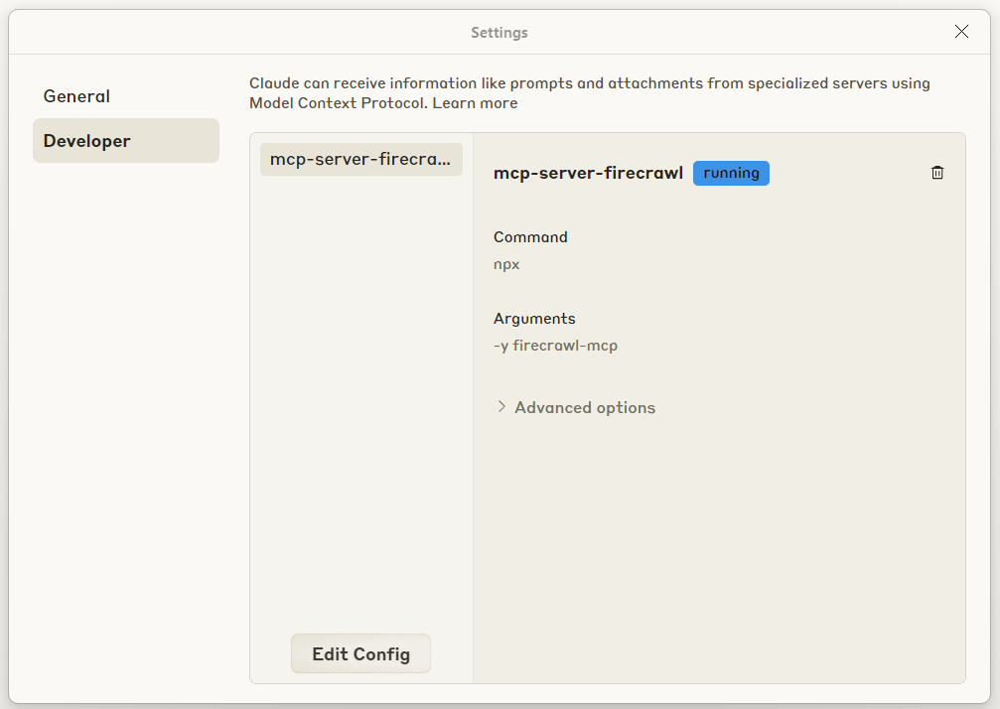 Settings
General
Developer
Claude can receive information like prompts and attachments from specialized servers using
Model Context Protocol. Learn more
mcp-server-firecra...
mcp-server-firecrawl running
Command
npx
Arguments
-y firecrawl-mcp
Advanced options
Edit Config